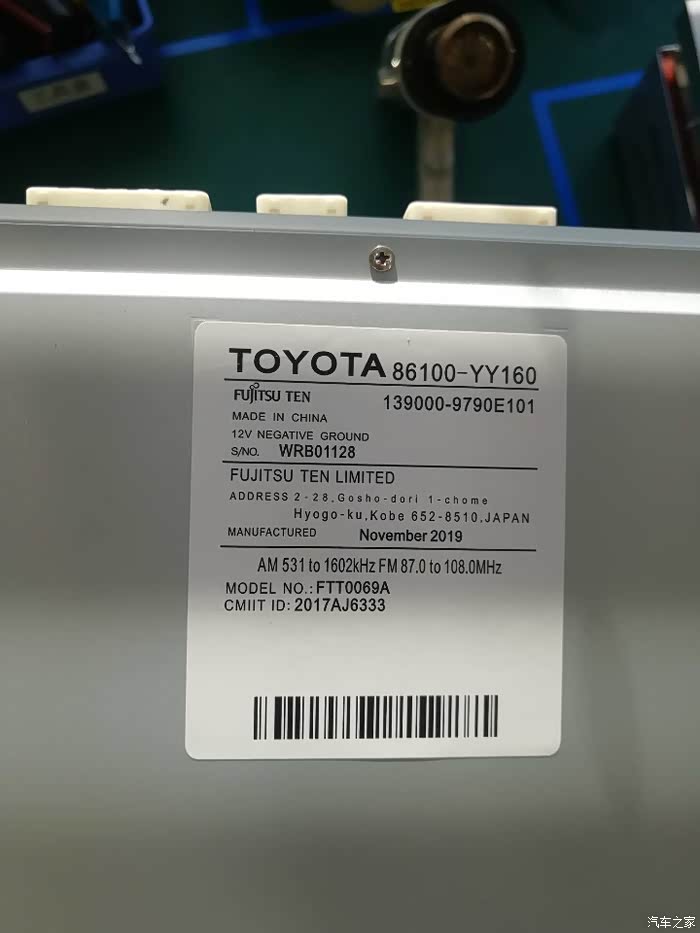 TOYOTA 86100-YY160
FUJITSU TEN 139000-9790E101
MADE IN CHINA
12V NEGATIVE GROUND
S/NO. WRB01128
FUJITSU TEN LIMITED
ADDRESS 2-28,Gosho-dori 1-chome
Hyogo-ku,Kobe 652-8510,JAPAN
MANUFACTURED November 2019
AM 531 to 1602kHz FM 87.0 to 108.0MHz
MODEL NO.: FTT0069A
CMIIT ID: 2017AJ6333
汽车之家